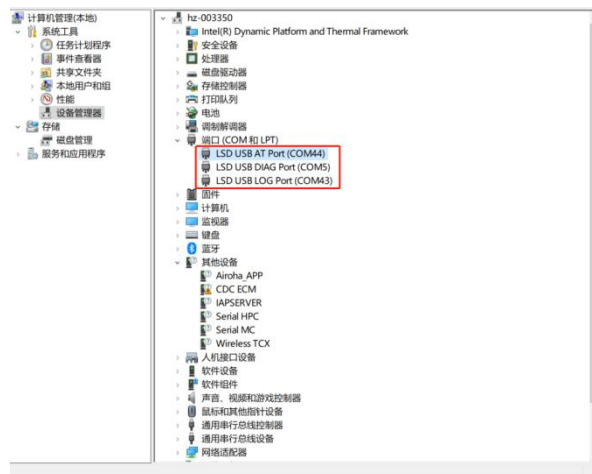 计算机管理(本地)
系统工具
任务计划程序
事件查看器
共享文件夹
本地用户和组
性能
设备管理器
存储
磁盘管理
服务和应用程序
hz-003350
Intel(R) Dynamic Platform and Thermal Framework
安全设备
处理器
磁盘驱动器
存储控制器
打印队列
电池
调制解调器
端口 (COM 和 LPT)
LSD USB AT Port (COM44)
LSD USB DIAG Port (COM5)
LSD USB LOG Port (COM43)
固件
计算机
监视器
键盘
蓝牙
其他设备
Airoha_APP
CDC ECM
IAPSERVER
Serial HPC
Serial MC
Wireless TCX
人机接口设备
软件设备
软件组件
声音、视频和游戏控制器
鼠标和其他指针设备
通用串行总线控制器
通用串行总线设备
网络适配器